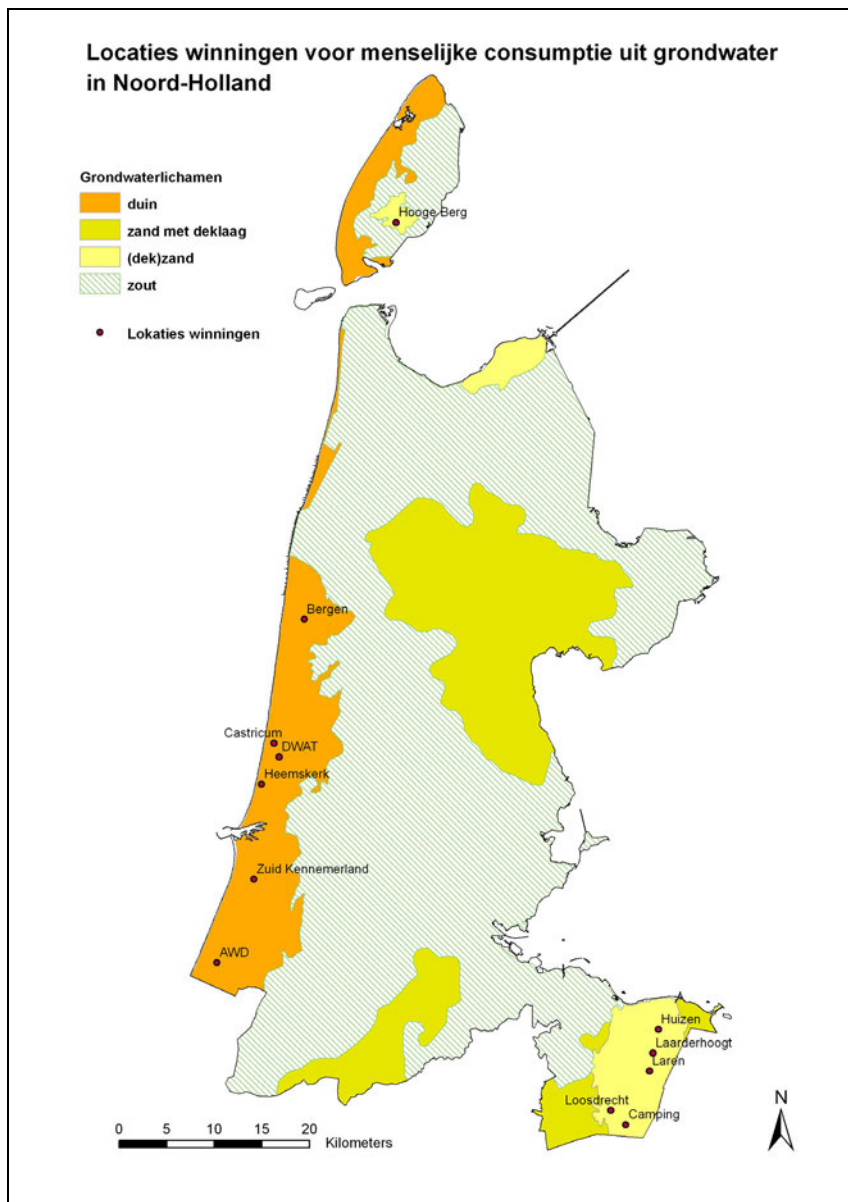 Locaties winningen voor menselijke consumptie uit grondwater
in Noord-Holland
Grondwaterlichamen
duin
zand met deklaag
(dek)zand
zout
Lokaties winningen
Hooge Berg
Bergen
Castricum
DWAT
Heemskerk
Zuid Kennemerland
AWD
Huizen
Laarderhoogt
Laren
Loosdrecht
Camping
N
0 5 10 15 20
Kilometers